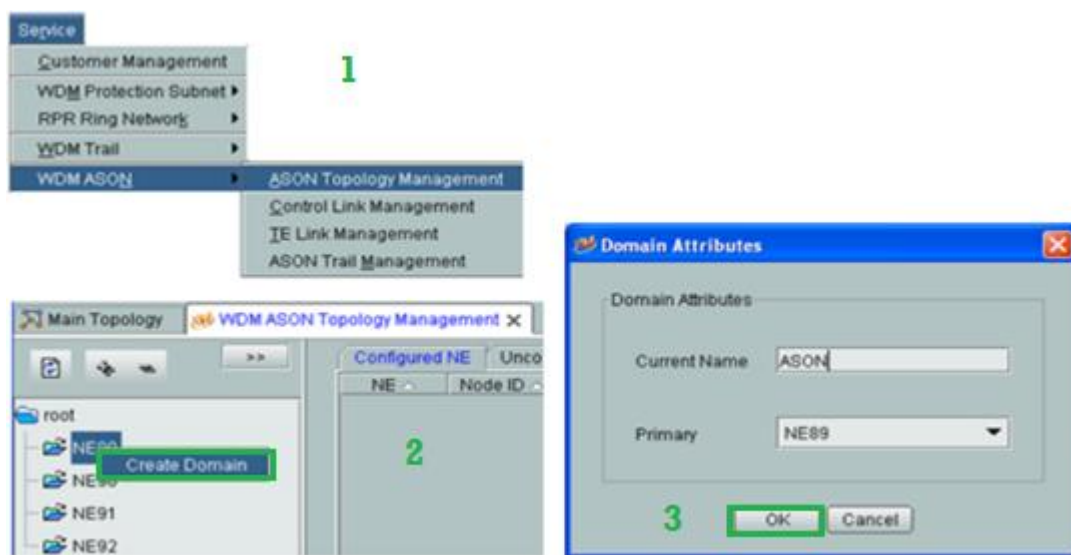 Service
Customer Management
WDM Protection Subnet
RPR Ring Network
WDM Trail
WDM ASON
ASON Topology Management
Control Link Management
TE Link Management
ASON Trail Management
1
Main Topology
WDM ASON Topology Management
>>
Configured NE
Unco
NE
Node ID
root
Create Domain
NE91
NE92
2
Domain Attributes
Domain Attributes
Current Name
ASON
Primary
NE89
3
OK
Cancel